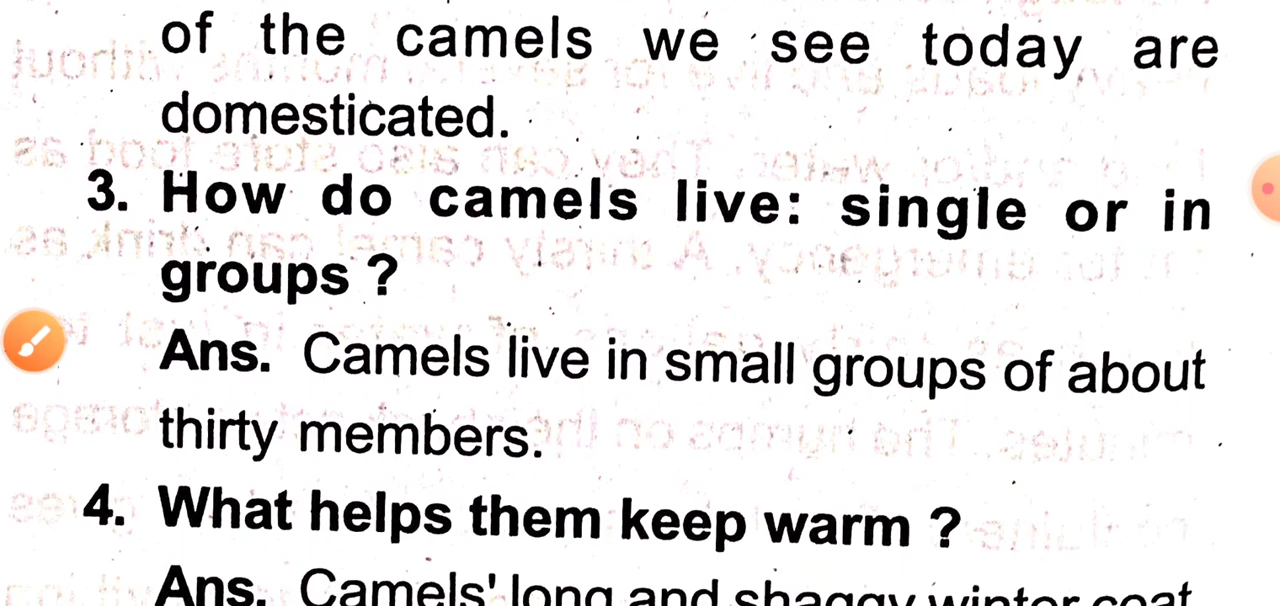 of the camels we see today are
domesticated.
3. How do camels live: single or in
groups ?
Ans. Camels live in small groups of about
thirty members.
4. What helps them keep warm ?
Ans. Camels' long and shaggy winter coat